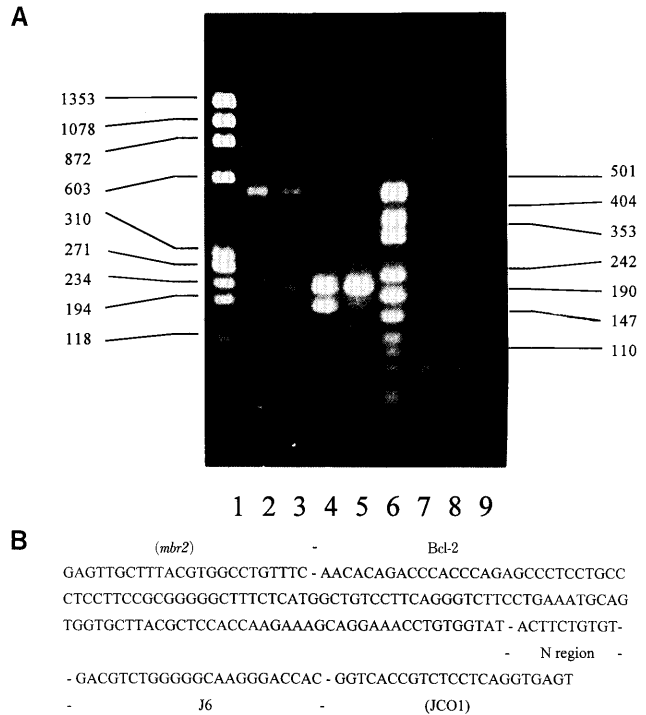 A
1353
1078
872
603
310
271
234
194
118
501
404
353
242
190
147
110
1 2 3 4 5 6 7 8 9
B
(mbr2) - Bcl-2
GAGTTGCTTTACGTGGCCTGTTTC - AACACAGACCCACCCAGAGCCCTCCTGCC
CTCCTTCCGCGGGGGCTTTCTCATGGCTGTCCTTCAGGGTCTTCCTGAAATGCAG
TGGTGCTTACGCTCCACCAAGAAAGCAGGAAACCTGTGGTAT - ACTTCTGTGT-
- N region -
- GACGTCTGGGGGCAAGGGACCAC - GGTCACCGTCTCCTCAGGTGAGT
- J6 - (JCO1)